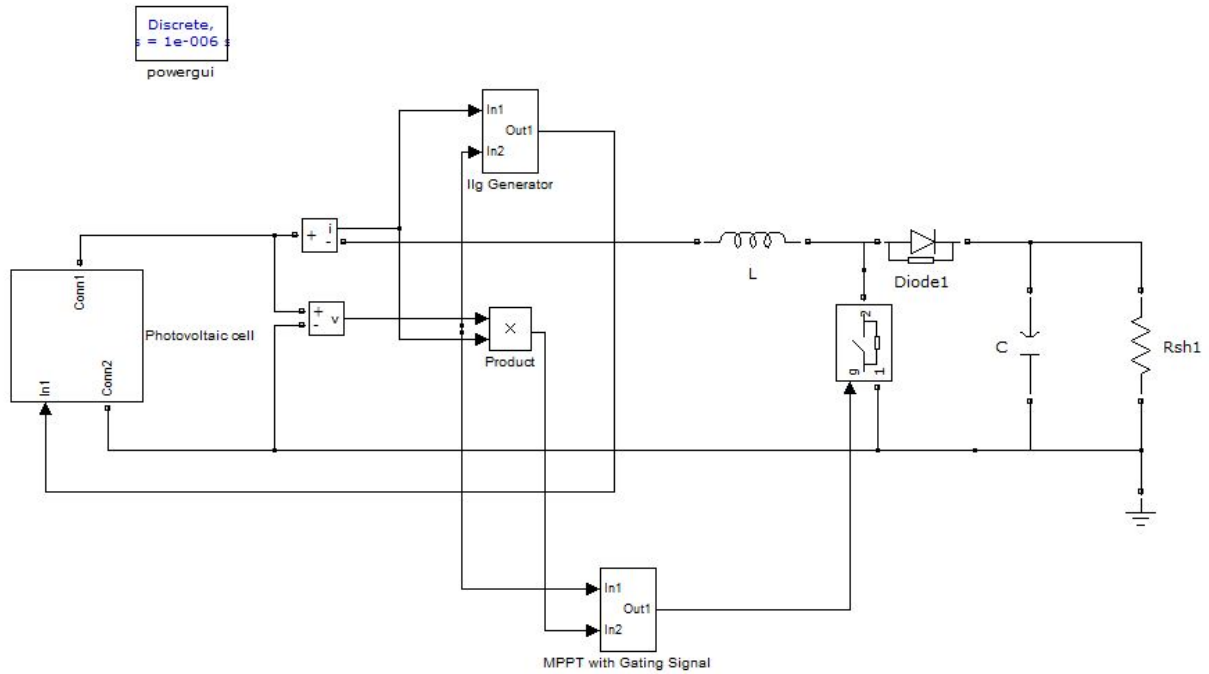 Discrete,
s = 1e-006 s
powergui
In1
Out1
In2
Ilg Generator
+
i
-
L
Diode1
Conn1
+
-
v
Photovoltaic cell
In1
Conn2
×
Product
2
g
1
C
Rsh1
In1
Out1
In2
MPPT with Gating Signal